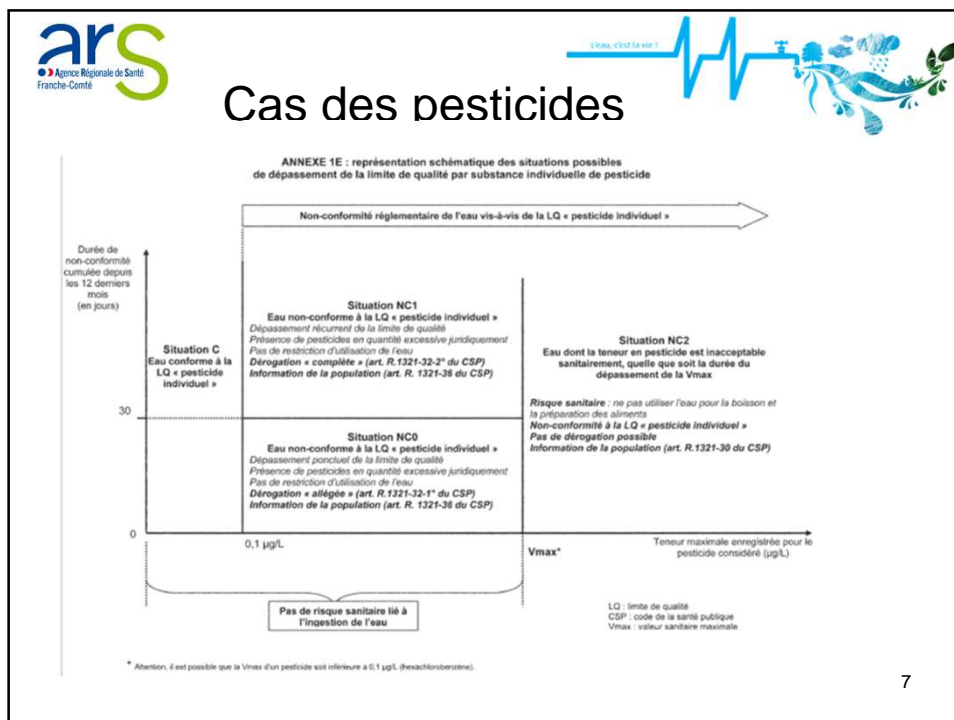 ars
Agence Régionale de Santé
Franche-Comté
L'eau, c'est la vie !
Cas des pesticides
ANNEXE 1E : représentation schématique des situations possibles
de dépassement de la limite de qualité par substance individuelle de pesticide
Non-conformité réglementaire de l'eau vis-à-vis de la LQ « pesticide individuel »
Durée de
non-conformité
cumulée depuis
les 12 derniers
mois
(en jours)
Situation C
Eau conforme à la
LQ « pesticide
individuel »
Situation NC1
Eau non-conforme à la LQ « pesticide individuel »
Dépassement récurrent de la limite de qualité
Présence de pesticides en quantité excessive juridiquement
Pas de restriction d'utilisation de l'eau
Dérogation « complète » (art. R.1321-32-2° du CSP)
Information de la population (art. R. 1321-36 du CSP)
Situation NC2
Eau dont la teneur en pesticide est inacceptable
sanitairement, quelle que soit la durée du
dépassement de la Vmax
Risque sanitaire : ne pas utiliser l'eau pour la boisson et
la préparation des aliments
Non-conformité à la LQ « pesticide individuel »
Pas de dérogation possible
Information de la population (art. R.1321-30 du CSP)
30
Situation NC0
Eau non-conforme à la LQ « pesticide individuel »
Dépassement ponctuel de la limite de qualité
Présence de pesticides en quantité excessive juridiquement
Pas de restriction d'utilisation de l'eau
Dérogation « allégée » (art. R.1321-32-1° du CSP)
Information de la population (art. R. 1321-36 du CSP)
0
0,1 µg/L
Vmax*
Teneur maximale enregistrée pour le
pesticide considéré (µg/L)
Pas de risque sanitaire lié à
l'ingestion de l'eau
LQ : limite de qualité
CSP : code de la santé publique
Vmax : valeur sanitaire maximale
* Attention, il est possible que la Vmax d'un pesticide soit inférieure à 0,1 µg/L (hexachlorobenzène).
7